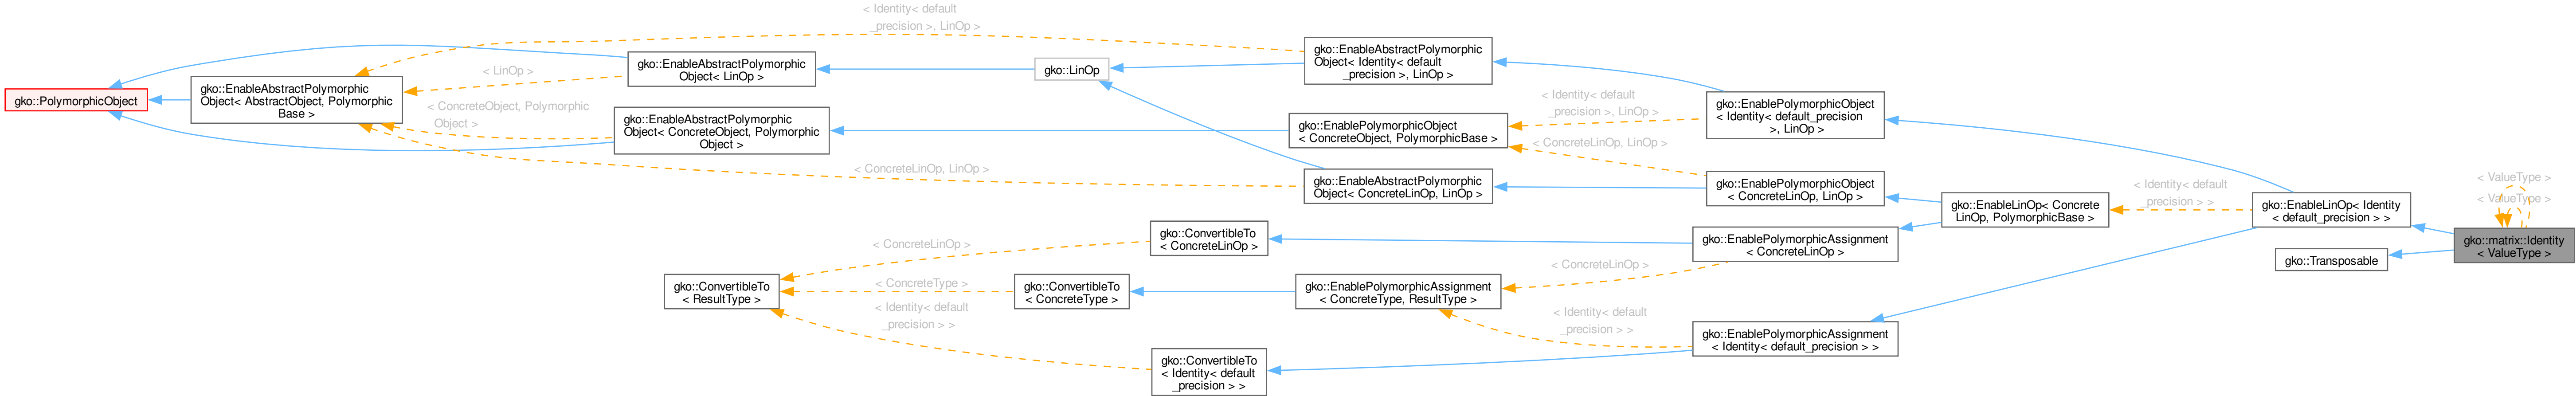 gko::PolymorphicObject
gko::EnableAbstractPolymorphic
Object< AbstractObject, Polymorphic
Base >
< Identity< default
_precision >, LinOp >
< LinOp >
< ConcreteObject, Polymorphic
Object >
gko::EnableAbstractPolymorphic
Object< LinOp >
gko::EnableAbstractPolymorphic
Object< ConcreteObject, Polymorphic
Object >
< ConcreteLinOp, LinOp >
gko::ConvertibleTo
< ResultType >
< ConcreteLinOp >
< ConcreteType >
< Identity< default
_precision > >
gko::LinOp
gko::ConvertibleTo
< ConcreteLinOp >
gko::ConvertibleTo
< ConcreteType >
gko::ConvertibleTo
< Identity< default
_precision > >
gko::EnableAbstractPolymorphic
Object< Identity< default
_precision >, LinOp >
gko::EnablePolymorphicObject
< ConcreteObject, PolymorphicBase >
gko::EnableAbstractPolymorphic
Object< ConcreteLinOp, LinOp >
gko::EnablePolymorphicAssignment
< ConcreteType, ResultType >
< Identity< default
_precision >, LinOp >
< ConcreteLinOp, LinOp >
< ConcreteLinOp >
< Identity< default
_precision > >
gko::EnablePolymorphicObject
< Identity< default_precision
>, LinOp >
gko::EnablePolymorphicObject
< ConcreteLinOp, LinOp >
gko::EnablePolymorphicAssignment
< ConcreteLinOp >
gko::EnablePolymorphicAssignment
< Identity< default_precision > >
gko::EnableLinOp< Concrete
LinOp, PolymorphicBase >
< Identity< default
_precision > >
gko::EnableLinOp< Identity
< default_precision > >
gko::Transposable
< ValueType >
< ValueType >
gko::matrix::Identity
< ValueType >